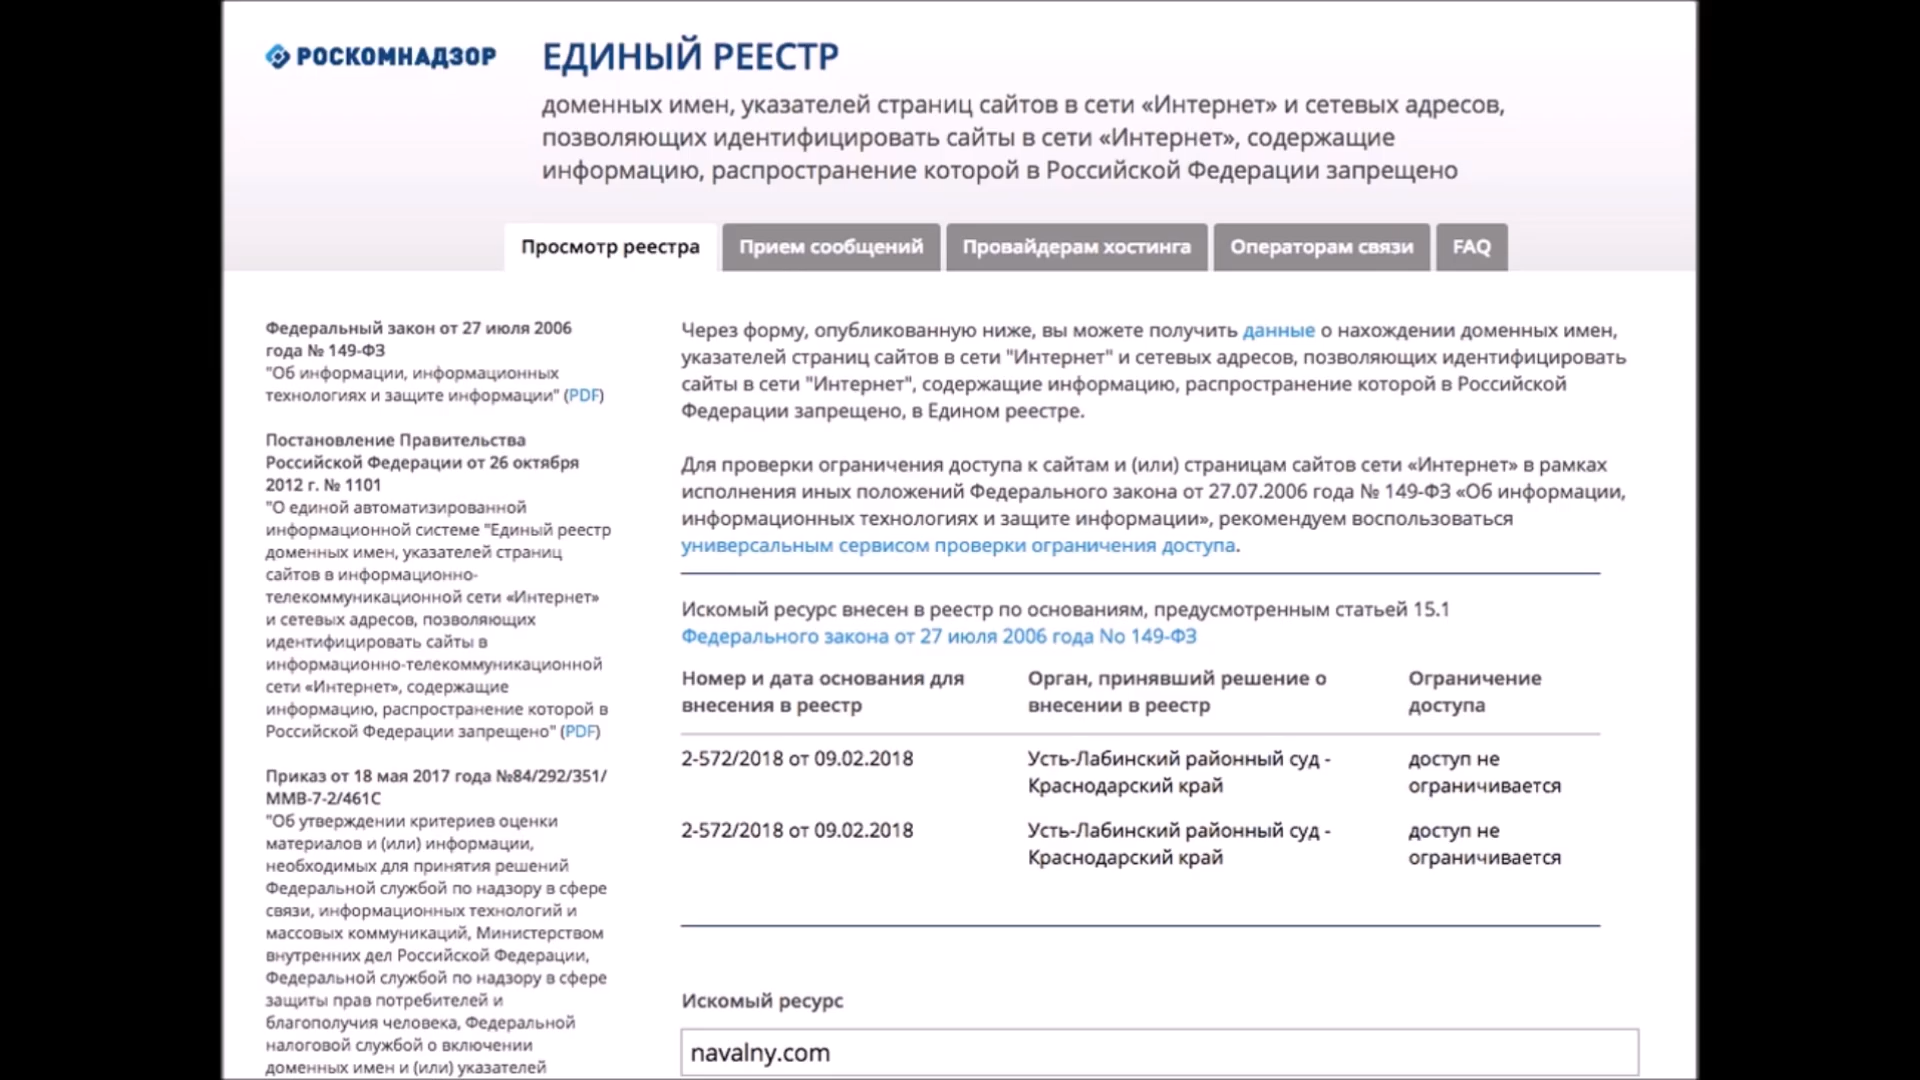 РОСКОМНАДЗОР
ЕДИНЫЙ РЕЕСТР
доменных имен, указателей страниц сайтов в сети «Интернет» и сетевых адресов,
позволяющих идентифицировать сайты в сети «Интернет», содержащие
информацию, распространение которой в Российской Федерации запрещено
Просмотр реестра
Прием сообщений
Провайдерам хостинга
Операторам связи
FAQ
Федеральный закон от 27 июля 2006
года № 149-ФЗ
"Об информации, информационных
технологиях и защите информации" (PDF)
Постановление Правительства
Российской Федерации от 26 октября
2012 г. № 1101
"О единой автоматизированной
информационной системе "Единый реестр
доменных имен, указателей страниц
сайтов в информационно-
телекоммуникационной сети «Интернет»
и сетевых адресов, позволяющих
идентифицировать сайты в
информационно-телекоммуникационной
сети «Интернет», содержащие
информацию, распространение которой в
Российской Федерации запрещено" (PDF)
Приказ от 18 мая 2017 года №84/292/351/
ММВ-7-2/461С
"Об утверждении критериев оценки
материалов и (или) информации,
необходимых для принятия решений
Федеральной службой по надзору в сфере
связи, информационных технологий и
массовых коммуникаций, Министерством
внутренних дел Российской Федерации,
Федеральной службой по надзору в сфере
защиты прав потребителей и
благополучия человека, Федеральной
налоговой службой о включении
доменных имен и (или) указателей
Через форму, опубликованную ниже, вы можете получить данные о нахождении доменных имен,
указателей страниц сайтов в сети "Интернет" и сетевых адресов, позволяющих идентифицировать
сайты в сети "Интернет", содержащие информацию, распространение которой в Российской
Федерации запрещено, в Едином реестре.
Для проверки ограничения доступа к сайтам и (или) страницам сайтов сети «Интернет» в рамках
исполнения иных положений Федерального закона от 27.07.2006 года № 149-ФЗ «Об информации,
информационных технологиях и защите информации», рекомендуем воспользоваться
универсальным сервисом проверки ограничения доступа.
Искомый ресурс внесен в реестр по основаниям, предусмотренным статьей 15.1
Федерального закона от 27 июля 2006 года No 149-ФЗ
Номер и дата основания для
внесения в реестр
Орган, принявший решение о
внесении в реестр
Ограничение
доступа
2-572/2018 от 09.02.2018
Усть-Лабинский районный суд -
Краснодарский край
доступ не
ограничивается
2-572/2018 от 09.02.2018
Усть-Лабинский районный суд -
Краснодарский край
доступ не
ограничивается
Искомый ресурс
navalny.com